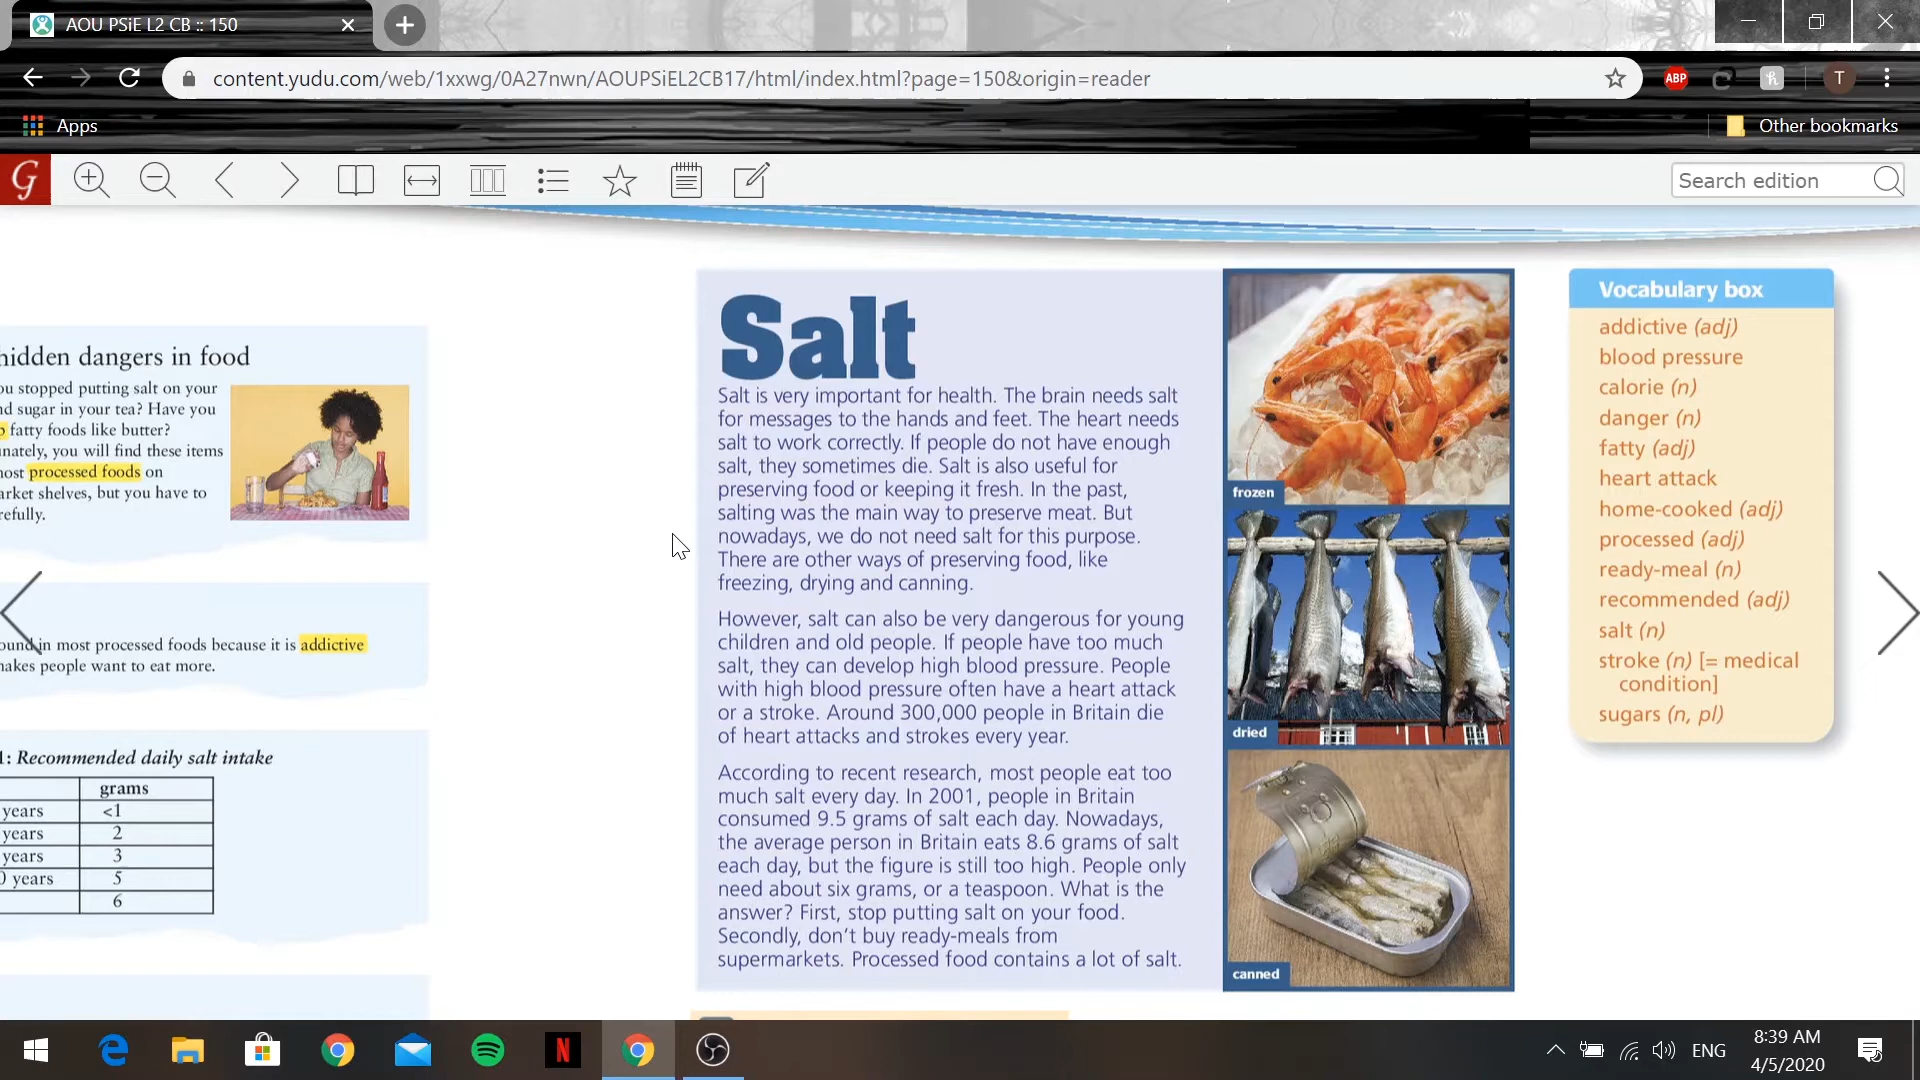 AOU PSiE L2 CB :: 150
content.yudu.com/web/1xxwg/0A27nwn/AOUPSiEL2CB17/html/index.html?page=150&origin=reader
ABP
T
Apps
Other bookmarks
G
Search edition
hidden dangers in food
ou stopped putting salt on your
nd sugar in your tea? Have you
fatty foods like butter?
unately, you will find these items
most processed foods on
arket shelves, but you have to
refully.
ound in most processed foods because it is addictive
makes people want to eat more.
1: Recommended daily salt intake
grams
years <1
years 2
years 3
0 years 5
6
Salt
Salt is very important for health. The brain needs salt
for messages to the hands and feet. The heart needs
salt to work correctly. If people do not have enough
salt, they sometimes die. Salt is also useful for
preserving food or keeping it fresh. In the past,
salting was the main way to preserve meat. But
nowadays, we do not need salt for this purpose.
There are other ways of preserving food, like
freezing, drying and canning.
However, salt can also be very dangerous for young
children and old people. If people have too much
salt, they can develop high blood pressure. People
with high blood pressure often have a heart attack
or a stroke. Around 300,000 people in Britain die
of heart attacks and strokes every year.
According to recent research, most people eat too
much salt every day. In 2001, people in Britain
consumed 9.5 grams of salt each day. Nowadays,
the average person in Britain eats 8.6 grams of salt
each day, but the figure is still too high. People only
need about six grams, or a teaspoon. What is the
answer? First, stop putting salt on your food.
Secondly, don't buy ready-meals from
supermarkets. Processed food contains a lot of salt.
frozen
dried
canned
Vocabulary box
addictive (adj)
blood pressure
calorie (n)
danger (n)
fatty (adj)
heart attack
home-cooked (adj)
processed (adj)
ready-meal (n)
recommended (adj)
salt (n)
stroke (n) [= medical
condition]
sugars (n, pl)
N
ENG
8:39 AM
4/5/2020